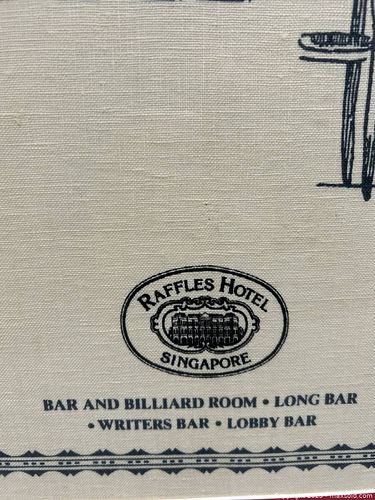 RAFFLES HOTEL
SINGAPORE
BAR AND BILLIARD ROOM • LONG BAR
• WRITERS BAR • LOBBY BAR